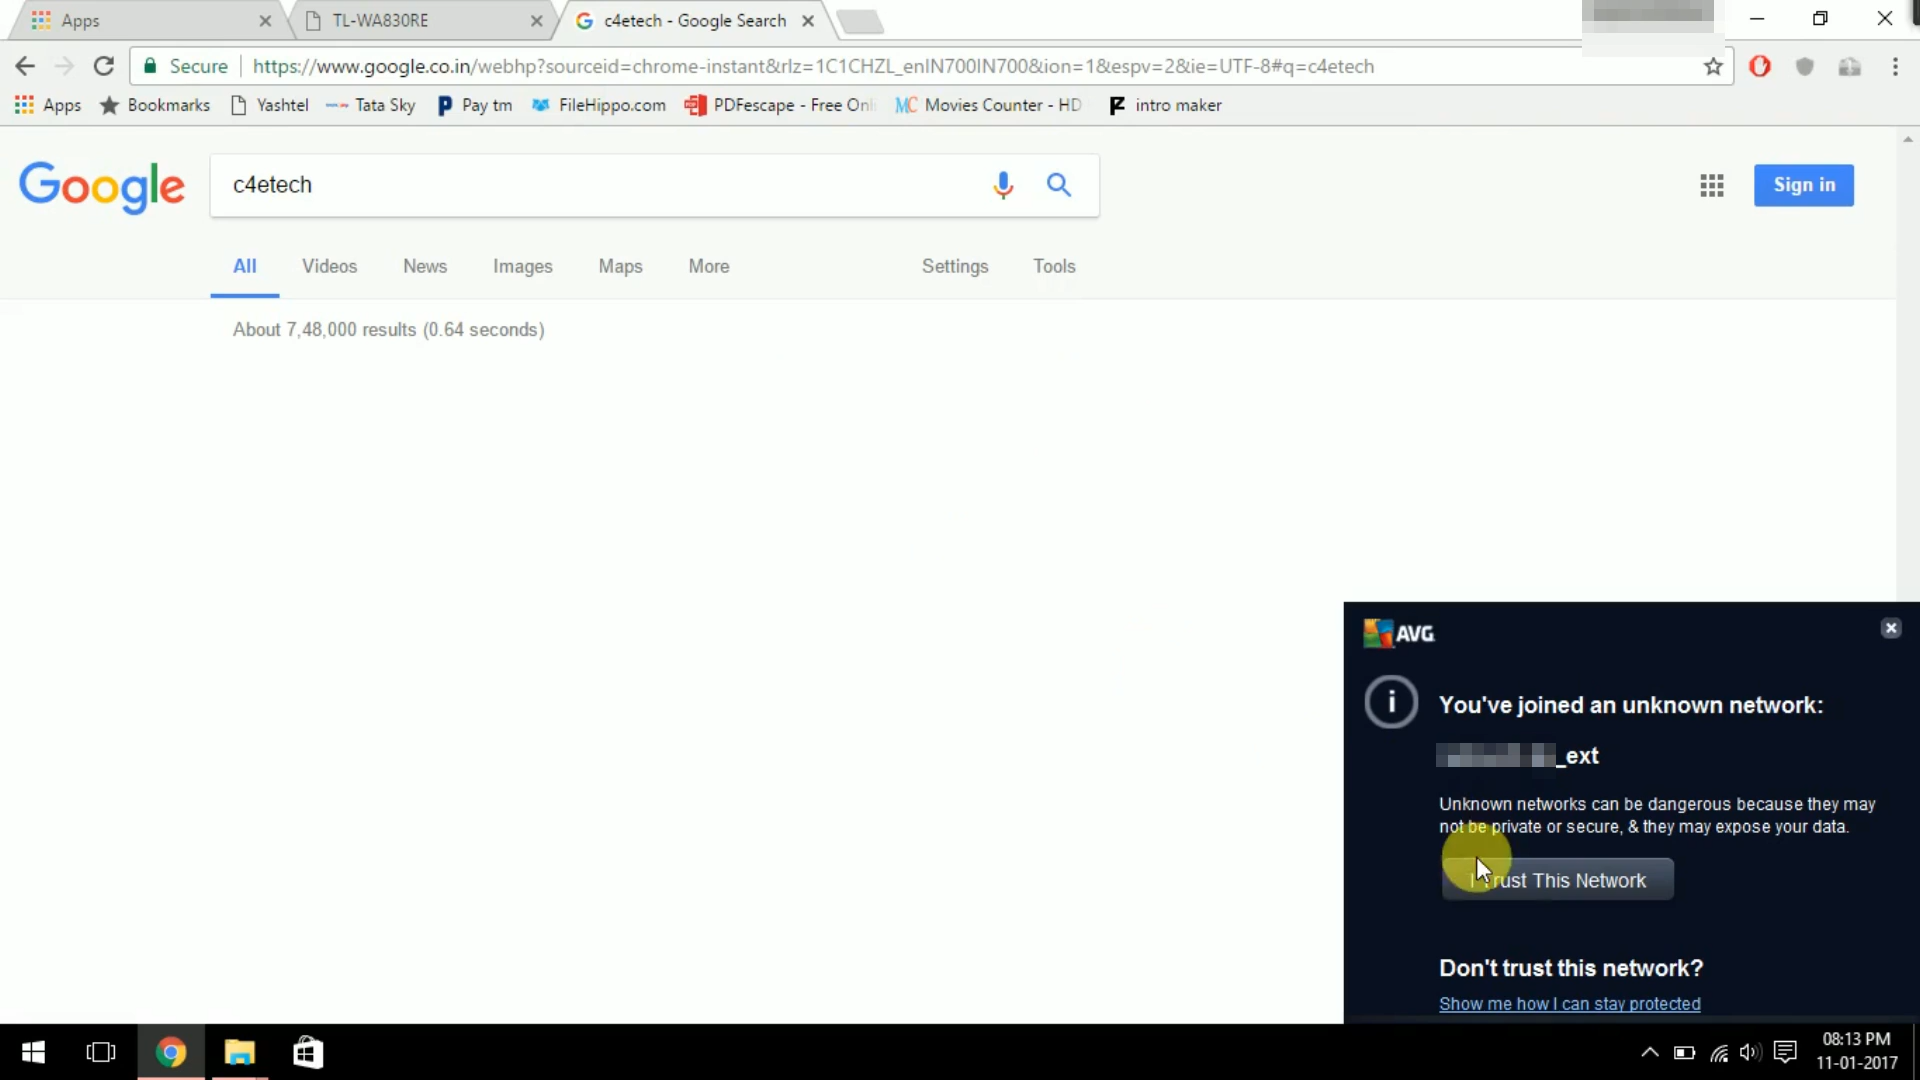 Apps
TL-WA830RE
c4etech - Google Search
Secure
https://www.google.co.in/webhp?sourceid=chrome-instant&rlz=1C1CHZL_enIN700IN700&ion=1&espv=2&ie=UTF-8#q=c4etech
Apps
Bookmarks
Yashtel
Tata Sky
Pay tm
FileHippo.com
PDFescape - Free Onl
MC Movies Counter - HD
intro maker
Google
c4etech
Sign in
All
Videos
News
Images
Maps
More
Settings
Tools
About 7,48,000 results (0.64 seconds)
AVG
You've joined an unknown network:
_ext
Unknown networks can be dangerous because they may
not be private or secure, & they may expose your data.
I Trust This Network
Don't trust this network?
Show me how I can stay protected
08:13 PM
11-01-2017